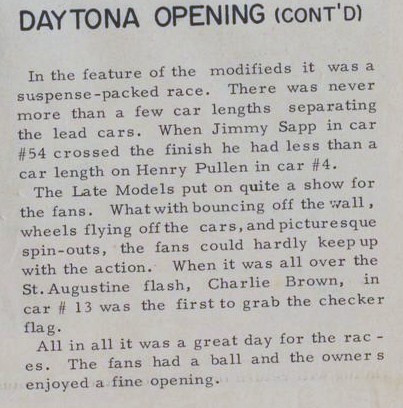 DAYTONA OPENING (CONT'D)
In the feature of the modifieds it was a
suspense-packed race. There was never
more than a few car lengths separating
the lead cars. When Jimmy Sapp in car
#54 crossed the finish he had less than a
car length on Henry Pullen in car #4.
The Late Models put on quite a show for
the fans. What with bouncing off the wall,
wheels flying off the cars, and picturesque
spin-outs, the fans could hardly keep up
with the action. When it was all over the
St. Augustine flash, Charlie Brown, in
car # 13 was the first to grab the checker
flag.
All in all it was a great day for the rac -
es. The fans had a ball and the owner s
enjoyed a fine opening.